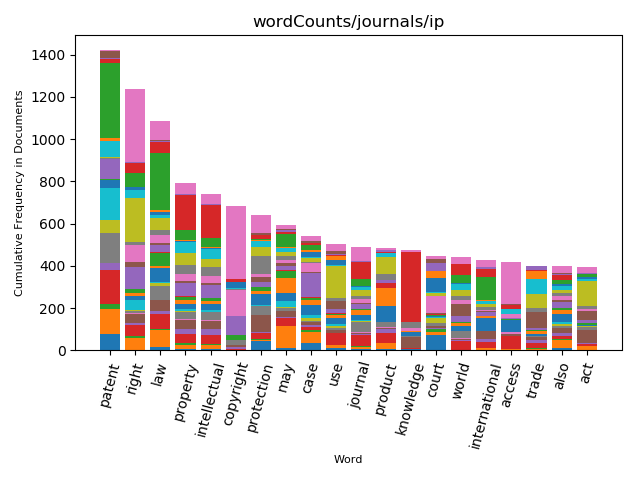 wordCounts/journals/ip
Cumulative Frequency in Documents
1400
1200
1000
800
600
400
200
0
patent
right
law
property
intellectual
copyright
protection
may
case
use
journal
product
knowledge
court
world
international
access
trade
also
act
Word